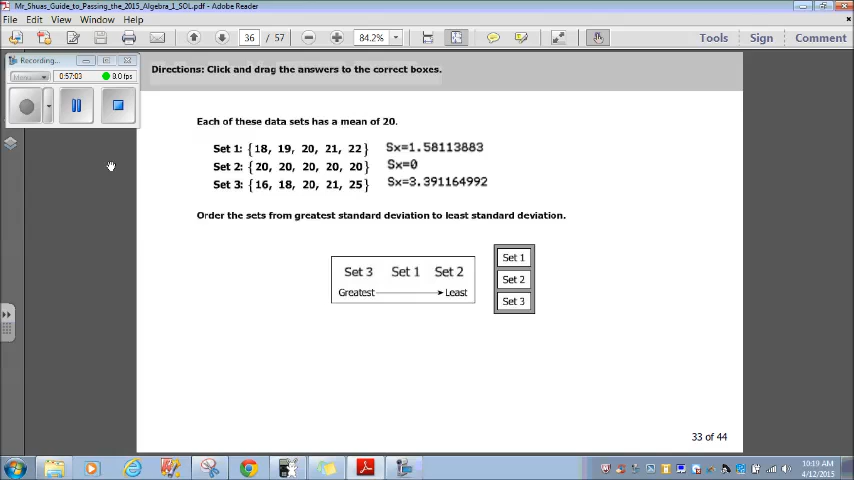 Mr_Shuas_Guide_to_Passing_the_2015_Algebra_1_SOL.pdf - Adobe Reader
File Edit View Window Help
36 / 57 84.2% Tools Sign Comment
Recording...
0:57:03 8.0 fps
Directions: Click and drag the answers to the correct boxes.
Each of these data sets has a mean of 20.
Set 1: {18, 19, 20, 21, 22} Sx=1.58113883
Set 2: {20, 20, 20, 20, 20} Sx=0
Set 3: {16, 18, 20, 21, 25} Sx=3.391164992
Order the sets from greatest standard deviation to least standard deviation.
Set 3 Set 1 Set 2
Greatest Least
Set 1
Set 2
Set 3
33 of 44
10:19 AM
4/12/2015